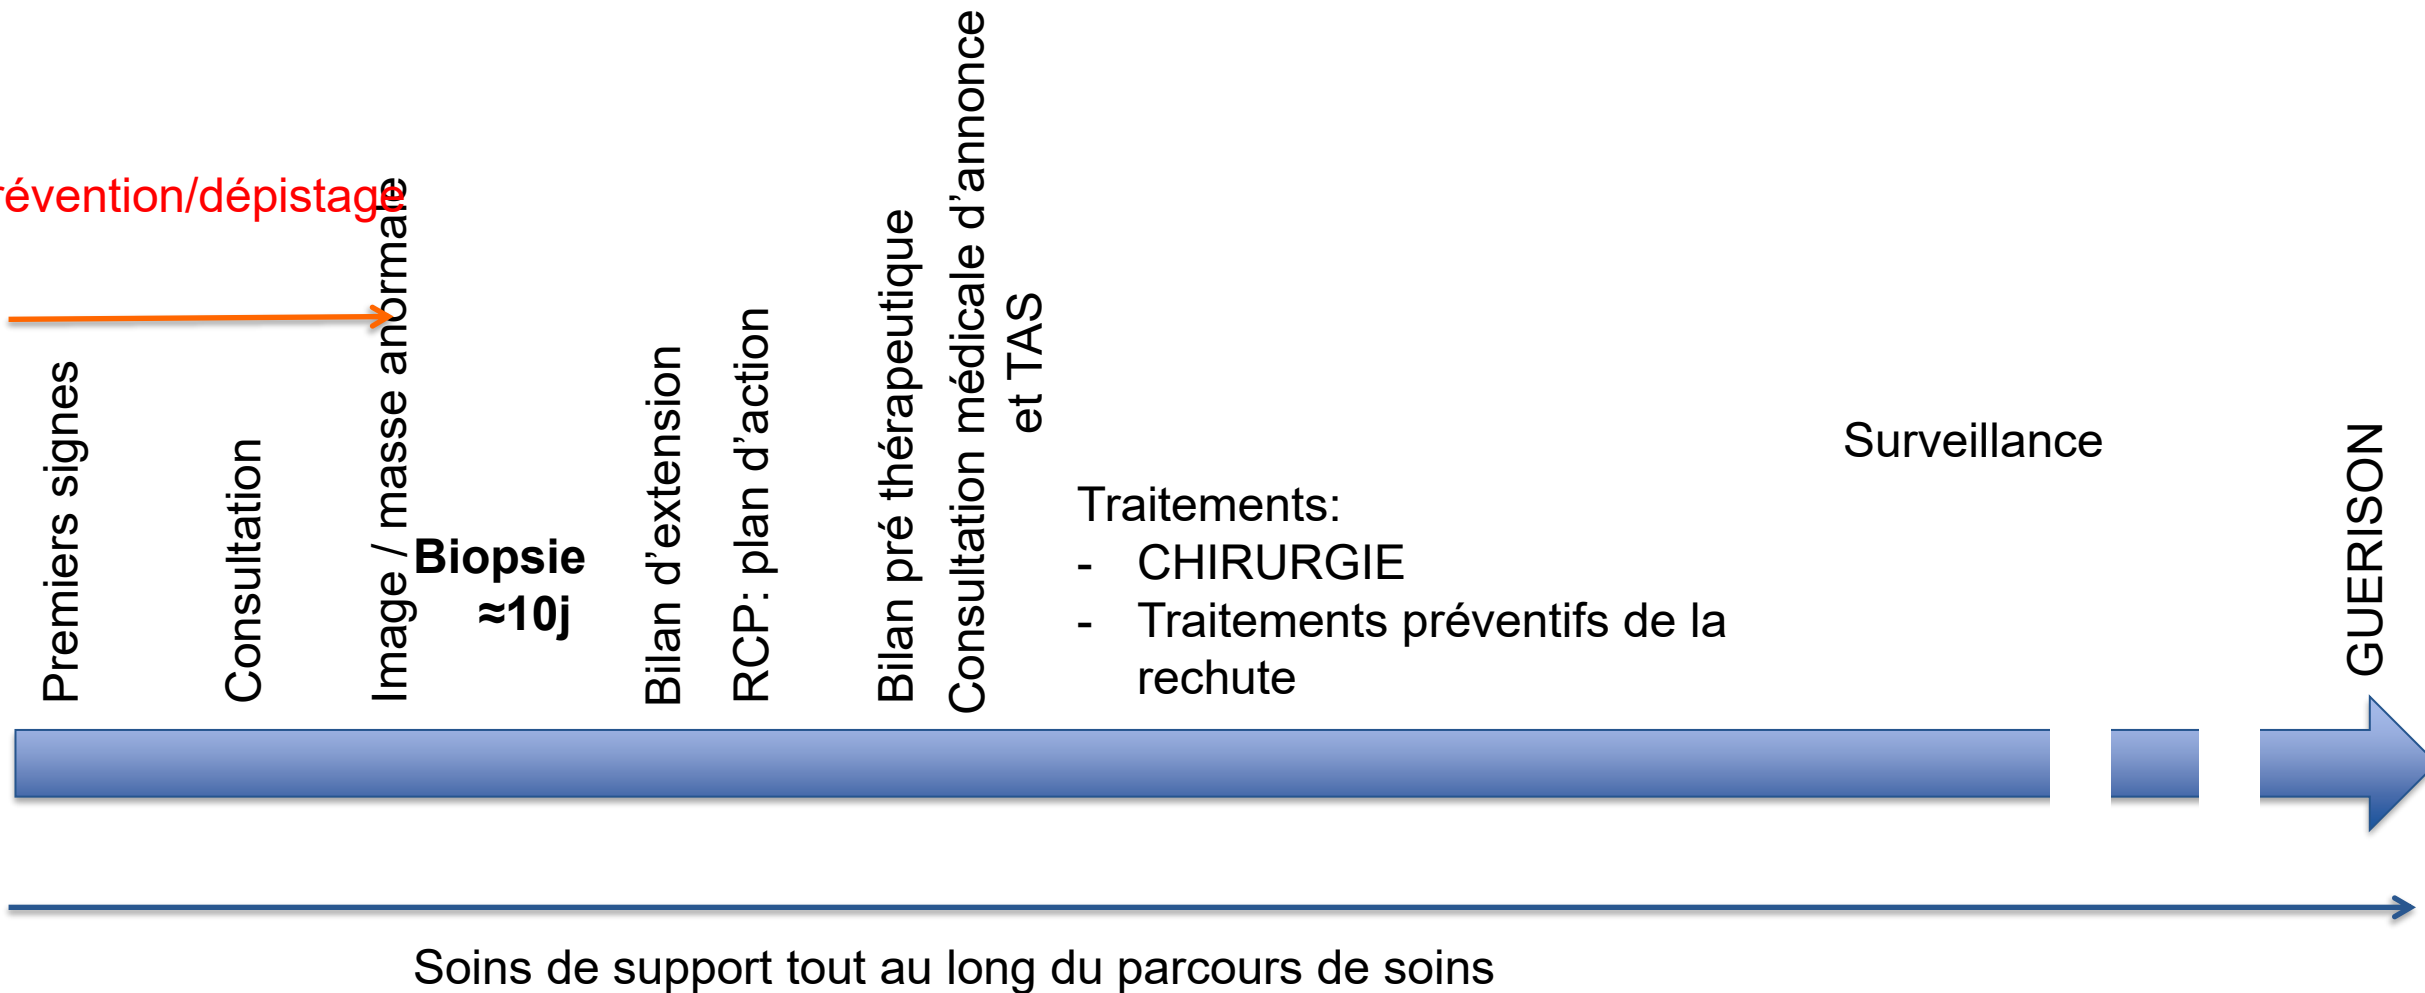 révention/dépistage
Premiers signes
Consultation
Image / masse anormale
Biopsie
≈10j
Bilan d’extension
RCP: plan d’action
Bilan pré thérapeutique
Consultation médicale d’annonce
et TAS
Traitements:
- CHIRURGIE
- Traitements préventifs de la
rechute
Surveillance
GUERISON
Soins de support tout au long du parcours de soins